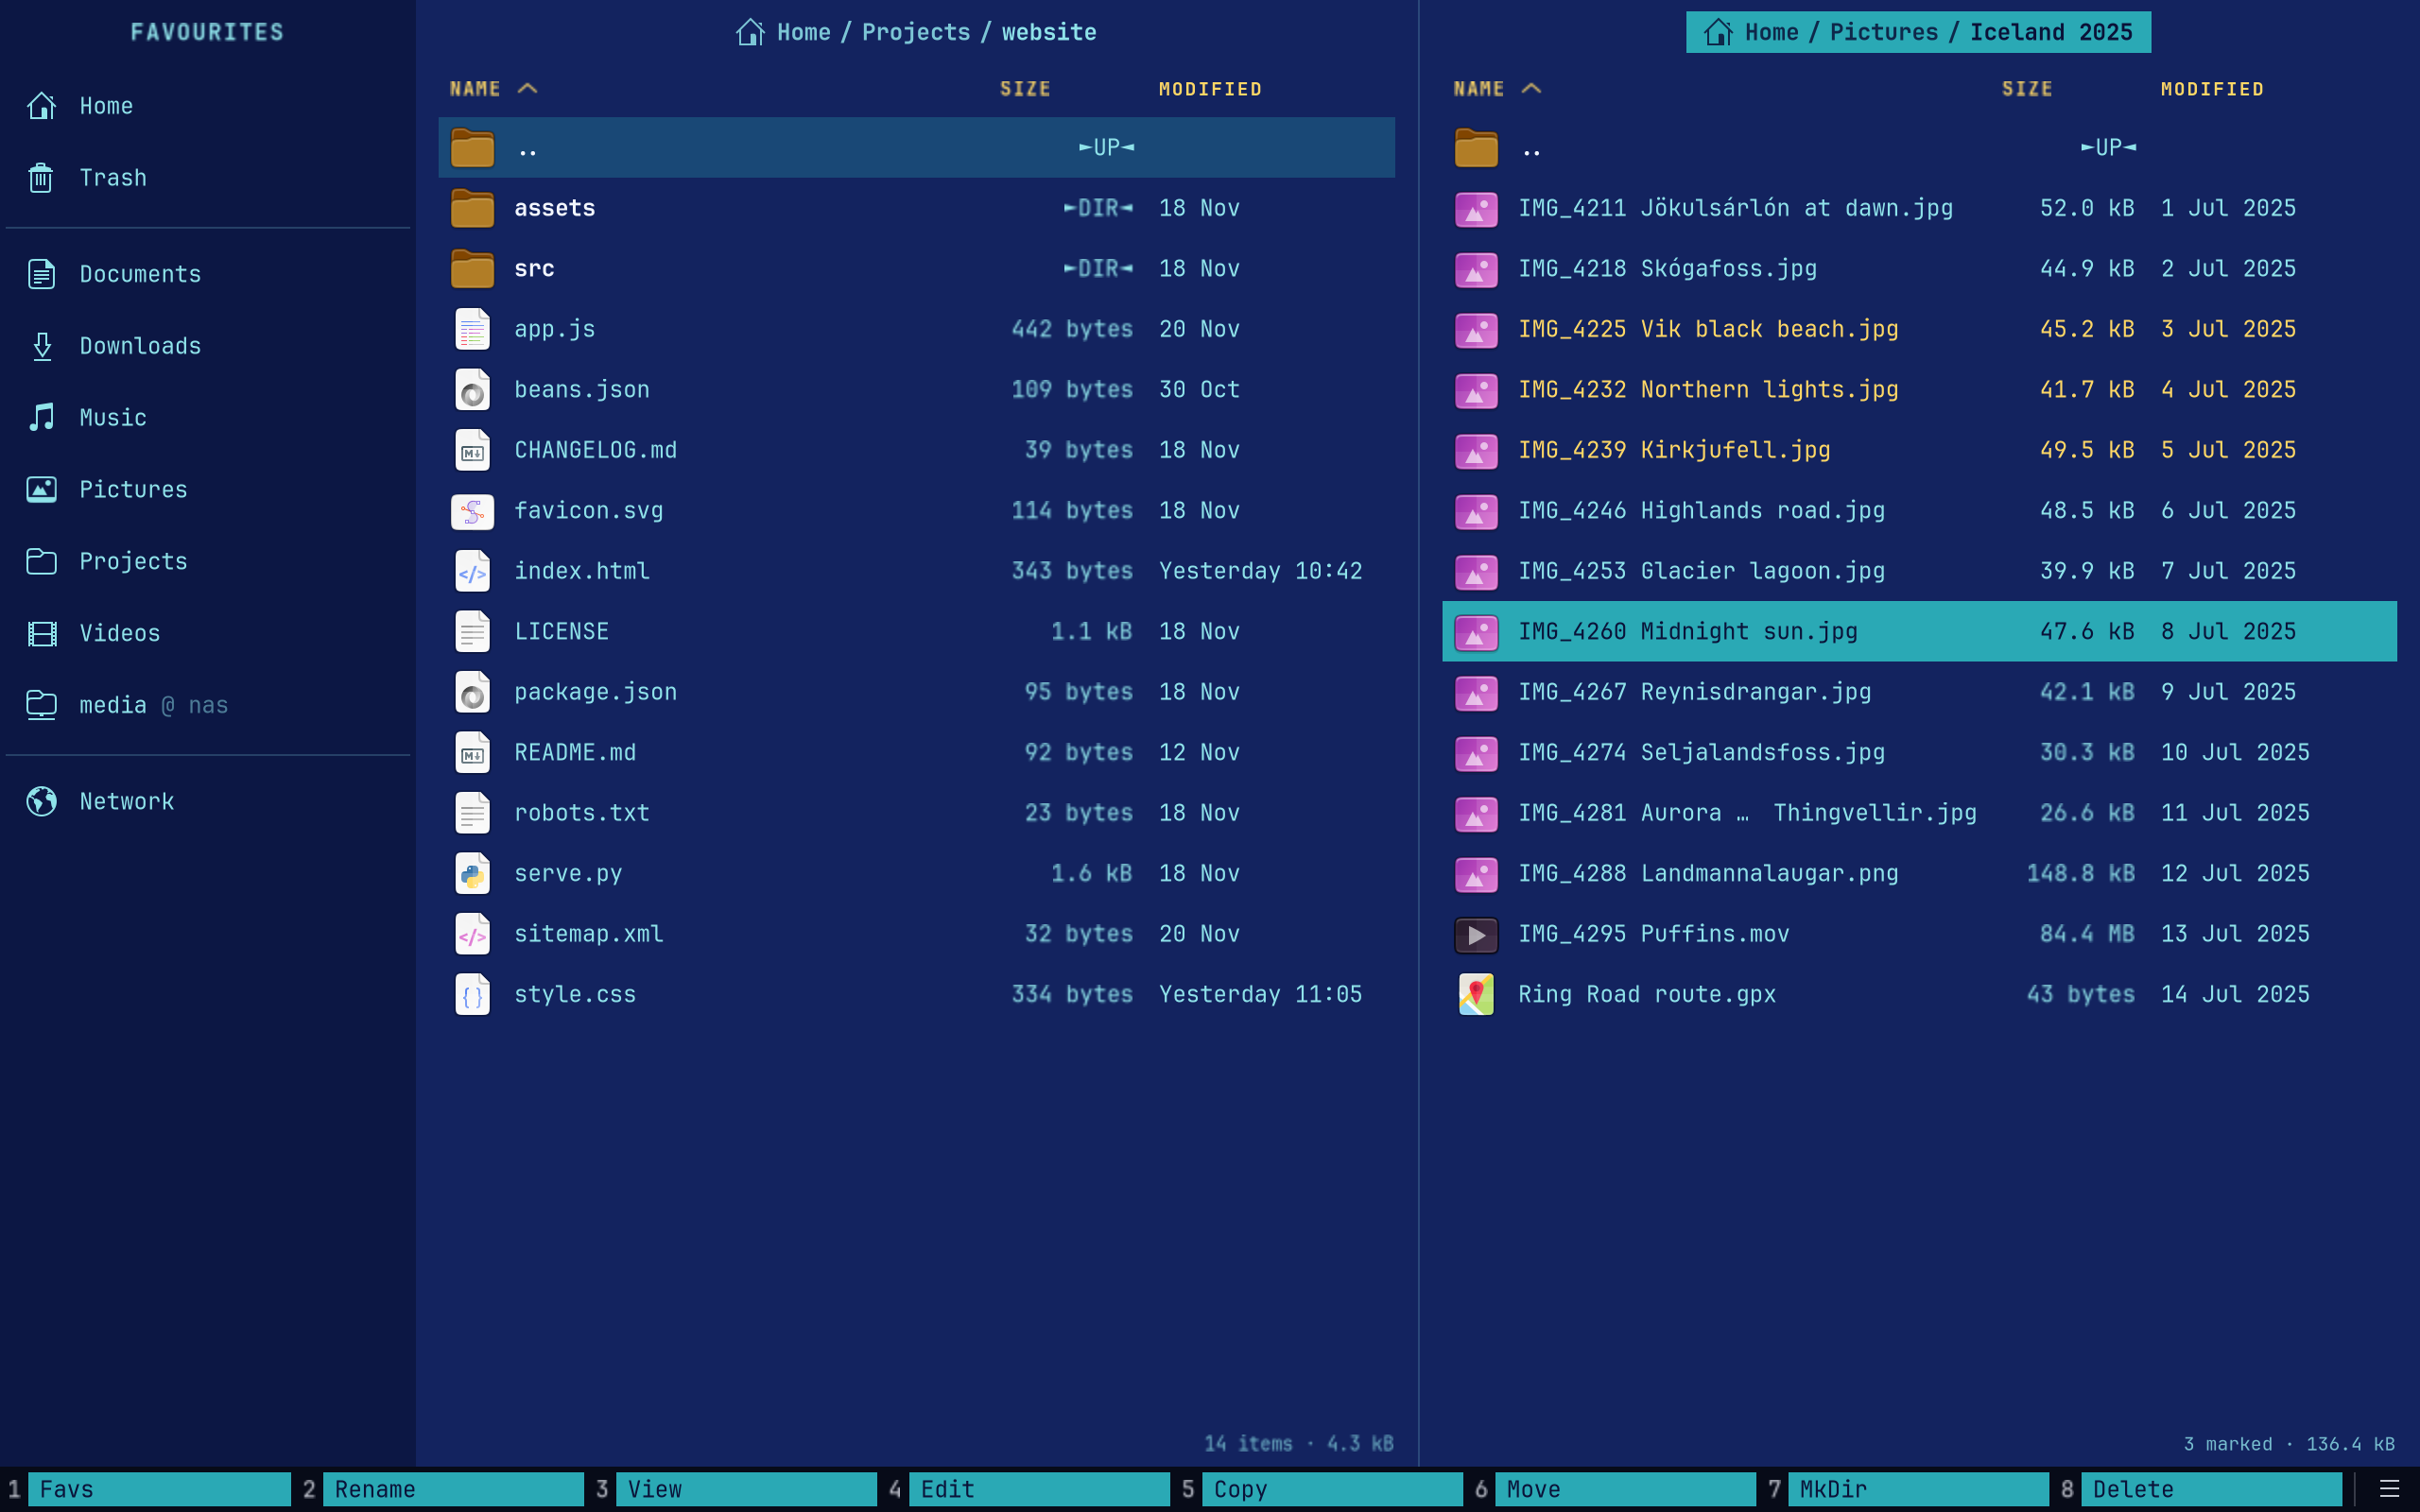 FAVOURITES
Home
Trash
Documents
Downloads
Music
Pictures
Projects
Videos
media @ nas
Network
Home / Projects / website
NAME SIZE MODIFIED
.. ►UP◄
assets ►DIR◄ 18 Nov
src ►DIR◄ 18 Nov
app.js 442 bytes 20 Nov
beans.json 109 bytes 30 Oct
CHANGELOG.md 39 bytes 18 Nov
favicon.svg 114 bytes 18 Nov
index.html 343 bytes Yesterday 10:42
LICENSE 1.1 kB 18 Nov
package.json 95 bytes 18 Nov
README.md 92 bytes 12 Nov
robots.txt 23 bytes 18 Nov
serve.py 1.6 kB 18 Nov
sitemap.xml 32 bytes 20 Nov
style.css 334 bytes Yesterday 11:05
14 items · 4.3 kB
Home / Pictures / Iceland 2025
NAME SIZE MODIFIED
.. ►UP◄
IMG_4211 Jökulsárlón at dawn.jpg 52.0 kB 1 Jul 2025
IMG_4218 Skógafoss.jpg 44.9 kB 2 Jul 2025
IMG_4225 Vik black beach.jpg 45.2 kB 3 Jul 2025
IMG_4232 Northern lights.jpg 41.7 kB 4 Jul 2025
IMG_4239 Kirkjufell.jpg 49.5 kB 5 Jul 2025
IMG_4246 Highlands road.jpg 48.5 kB 6 Jul 2025
IMG_4253 Glacier lagoon.jpg 39.9 kB 7 Jul 2025
IMG_4260 Midnight sun.jpg 47.6 kB 8 Jul 2025
IMG_4267 Reynisdrangar.jpg 42.1 kB 9 Jul 2025
IMG_4274 Seljalandsfoss.jpg 30.3 kB 10 Jul 2025
IMG_4281 Aurora … Thingvellir.jpg 26.6 kB 11 Jul 2025
IMG_4288 Landmannalaugar.png 148.8 kB 12 Jul 2025
IMG_4295 Puffins.mov 84.4 MB 13 Jul 2025
Ring Road route.gpx 43 bytes 14 Jul 2025
3 marked · 136.4 kB
1 Favs 2 Rename 3 View 4 Edit 5 Copy 6 Move 7 MkDir 8 Delete